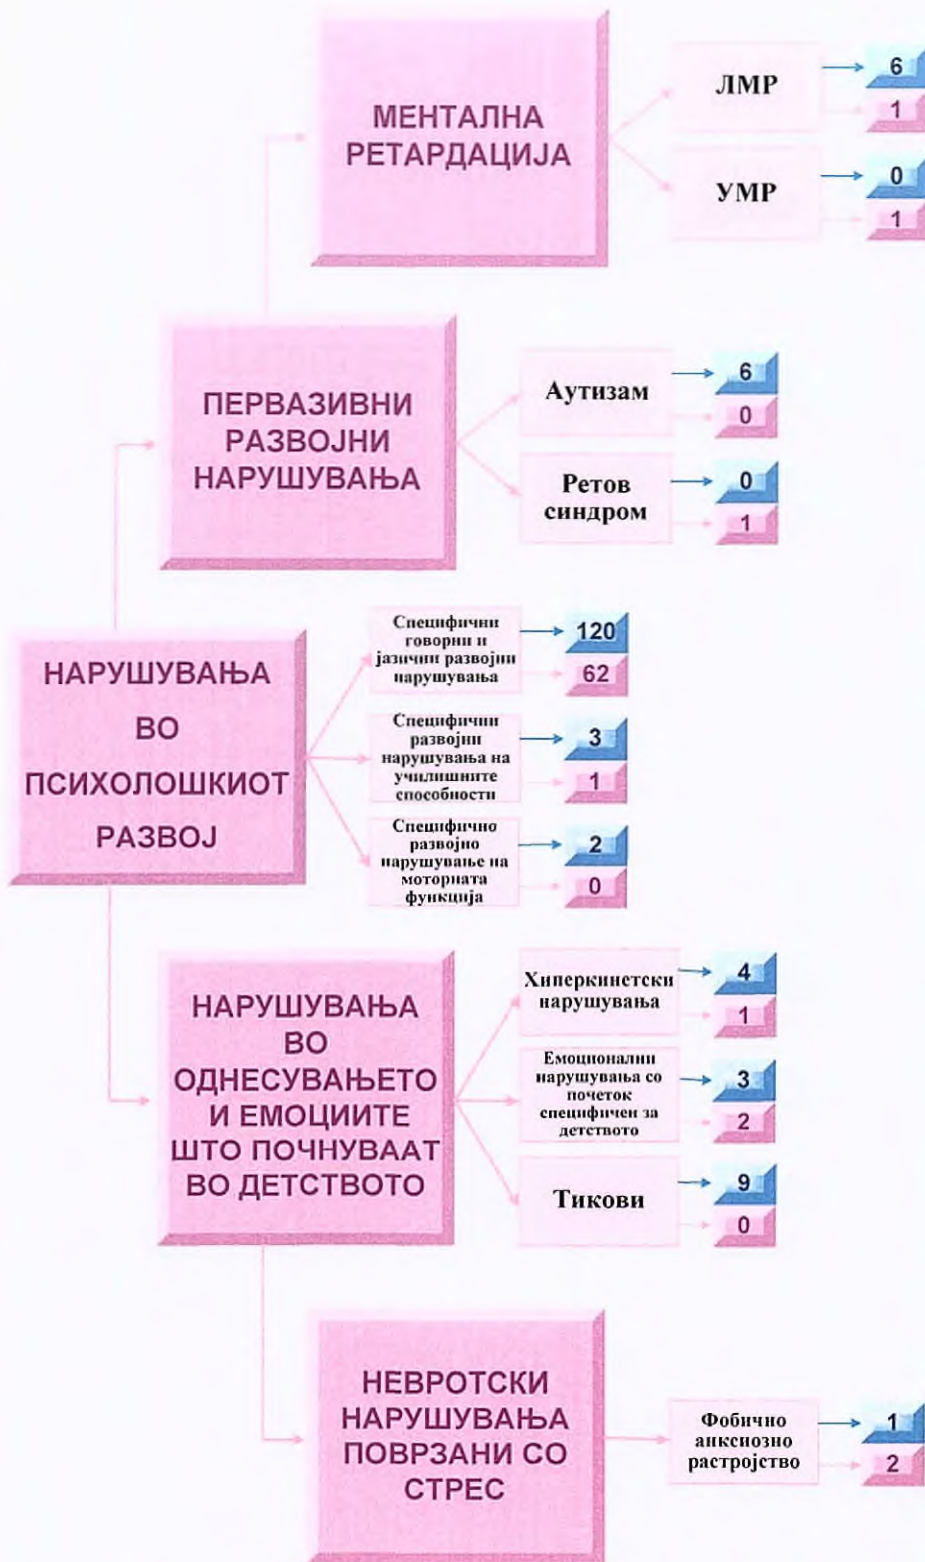 МЕНТАЛНА
РЕТАРДАЦИЈА
ЛМР
6
1
УМР
0
1
ПЕРВАЗИВНИ
РАЗВОЈНИ
НАРУШУВАЊА
Аутизам
6
0
Ретов
синдром
0
1
НАРУШУВАЊА
ВО
ПСИХОЛОШКИОТ
РАЗВОЈ
Специфични
говорни и
јазични развојни
нарушувања
120
62
Специфични
развојни
нарушувања на
училишните
способности
3
1
Специфично
развојно
нарушување на
моторната
функција
2
0
НАРУШУВАЊА
ВО
ОДНЕСУВАЊЕТО
И ЕМОЦИИТЕ
ШТО ПОЧНУВААТ
ВО ДЕТСТВОТО
Хиперкинетски
нарушувања
4
1
Емоционални
нарушувања со
почеток
специфичен за
детството
3
2
Тикови
9
0
НЕВРОТСКИ
НАРУШУВАЊА
ПОВРЗАНИ СО
СТРЕС
Фобично
анксиозно
растројство
1
2